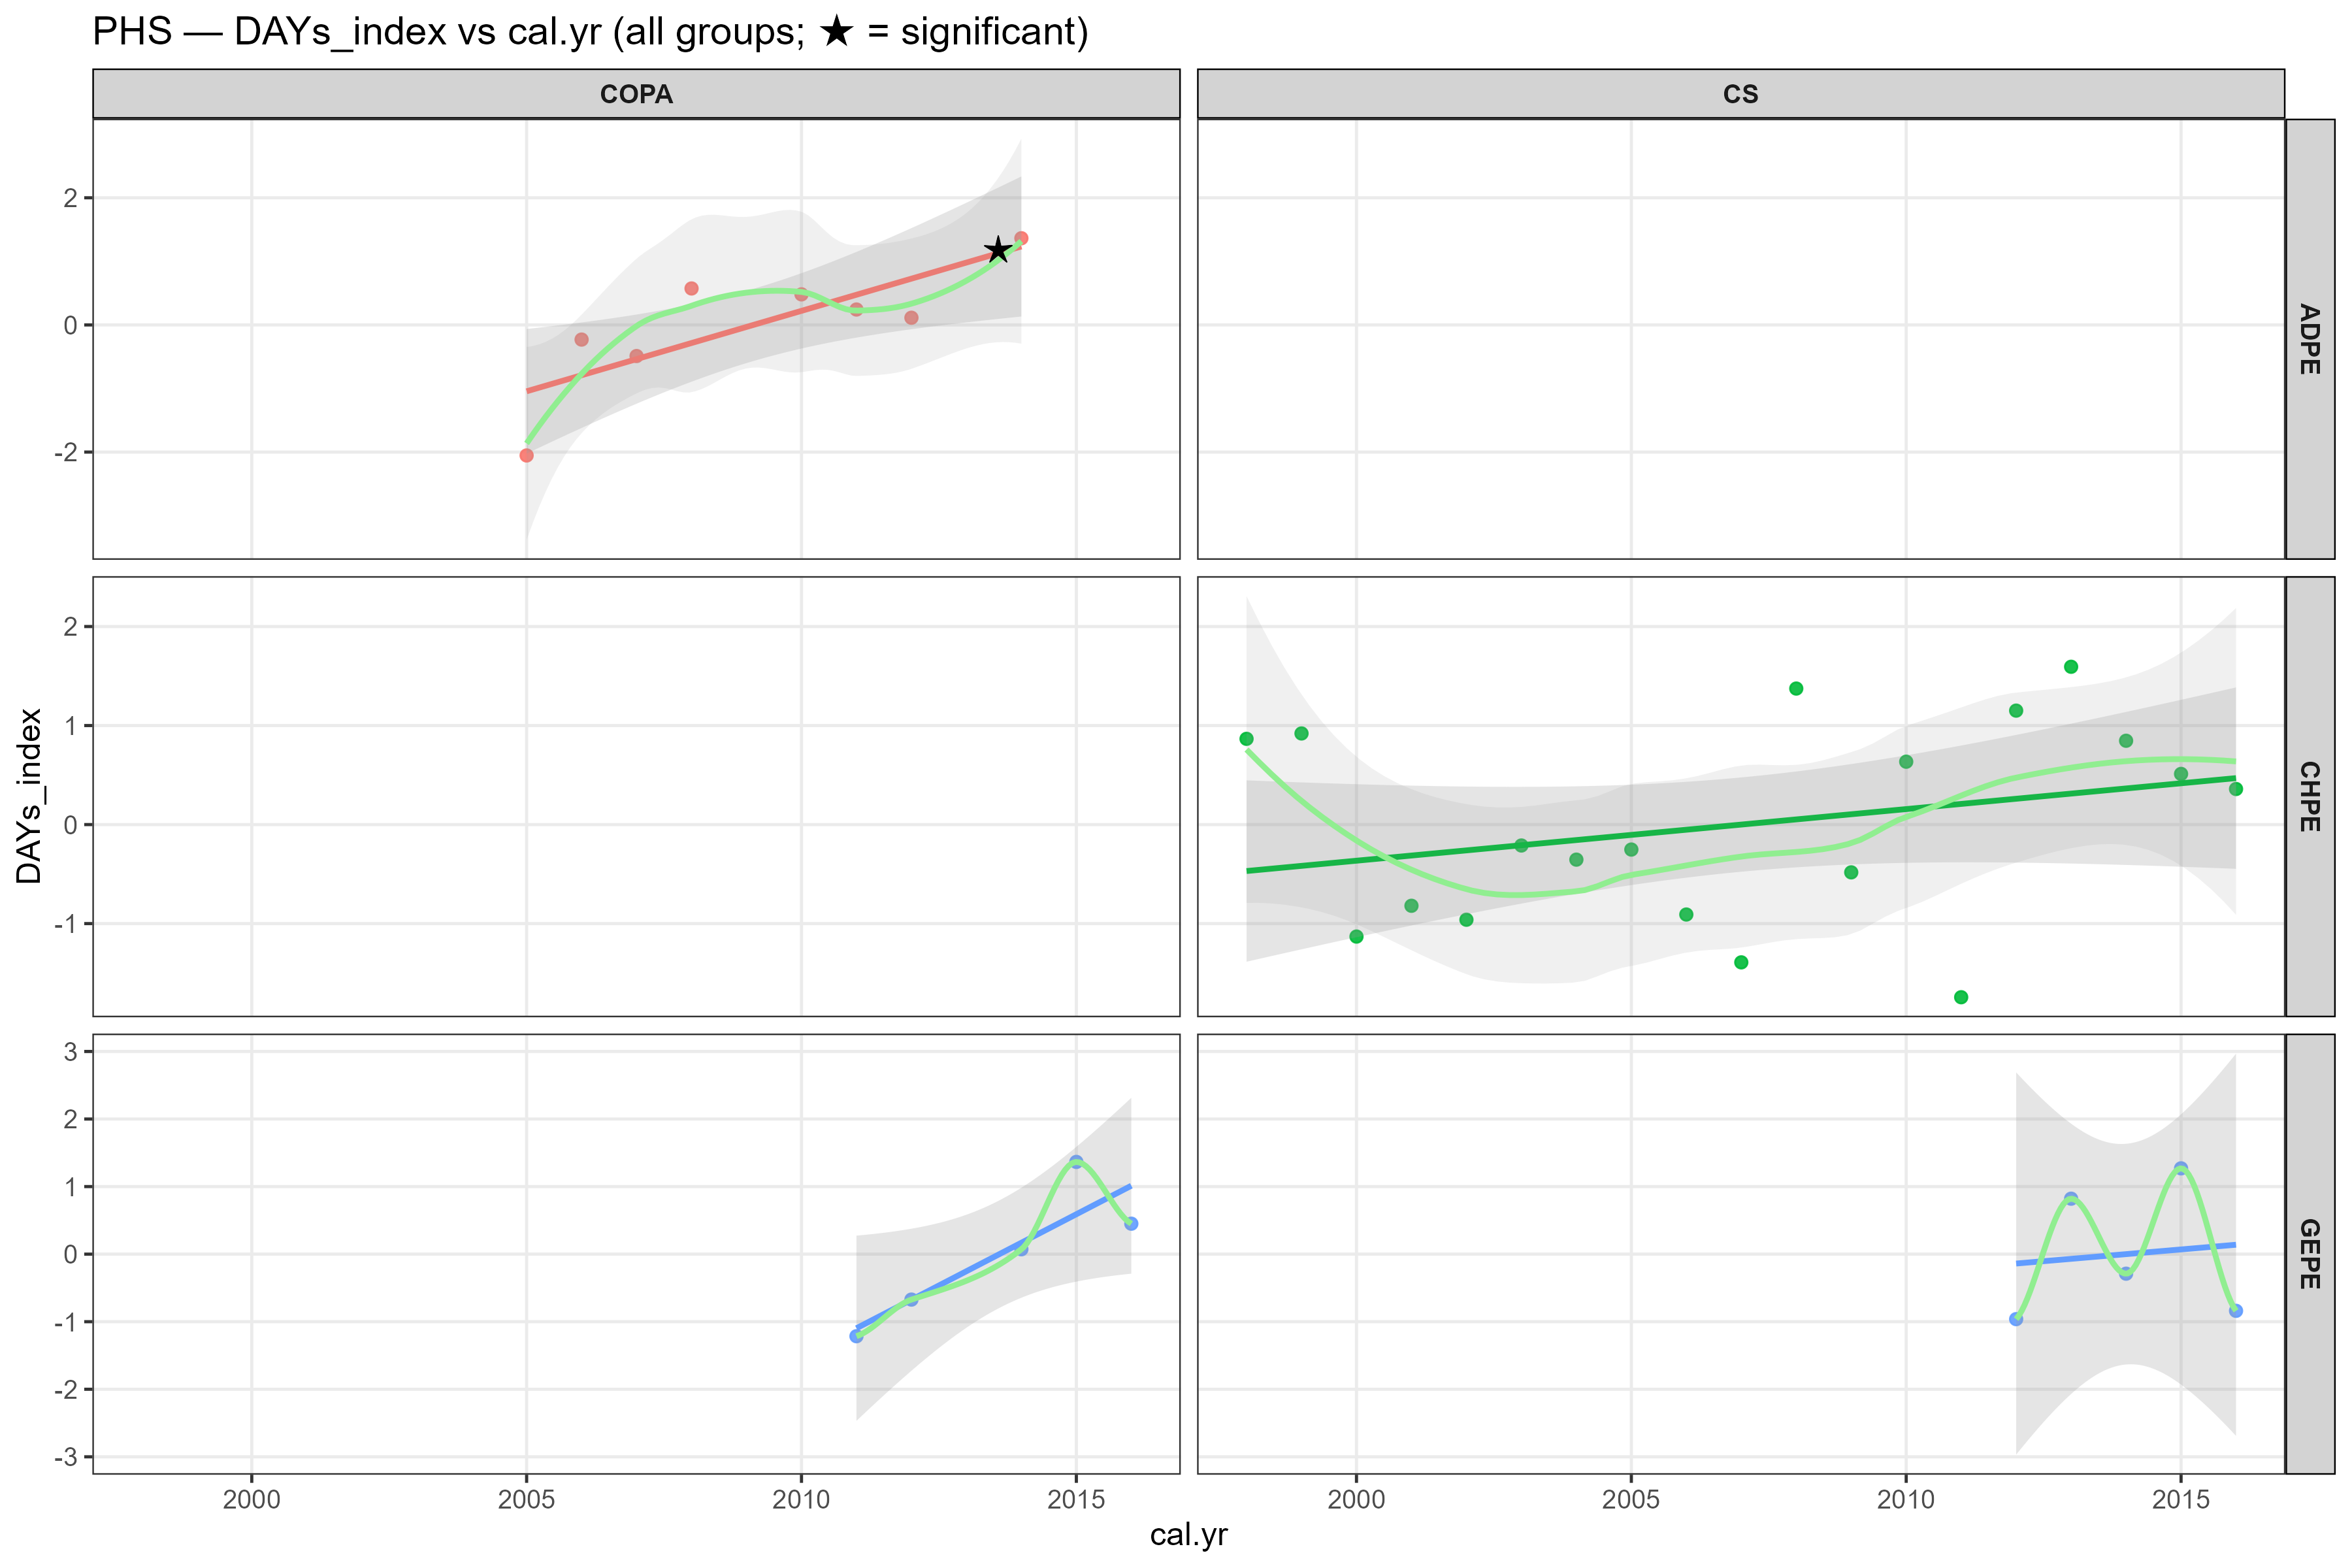 PHS — DAYs_index vs cal.yr (all groups; ★ = significant)
COPA
CS
2
0
-2
ADPE
DAYs_index
2
1
0
-1
CHPE
3
2
1
0
-1
-2
-3
GEPE
2000 2005 2010 2015 2000 2005 2010 2015
cal.yr